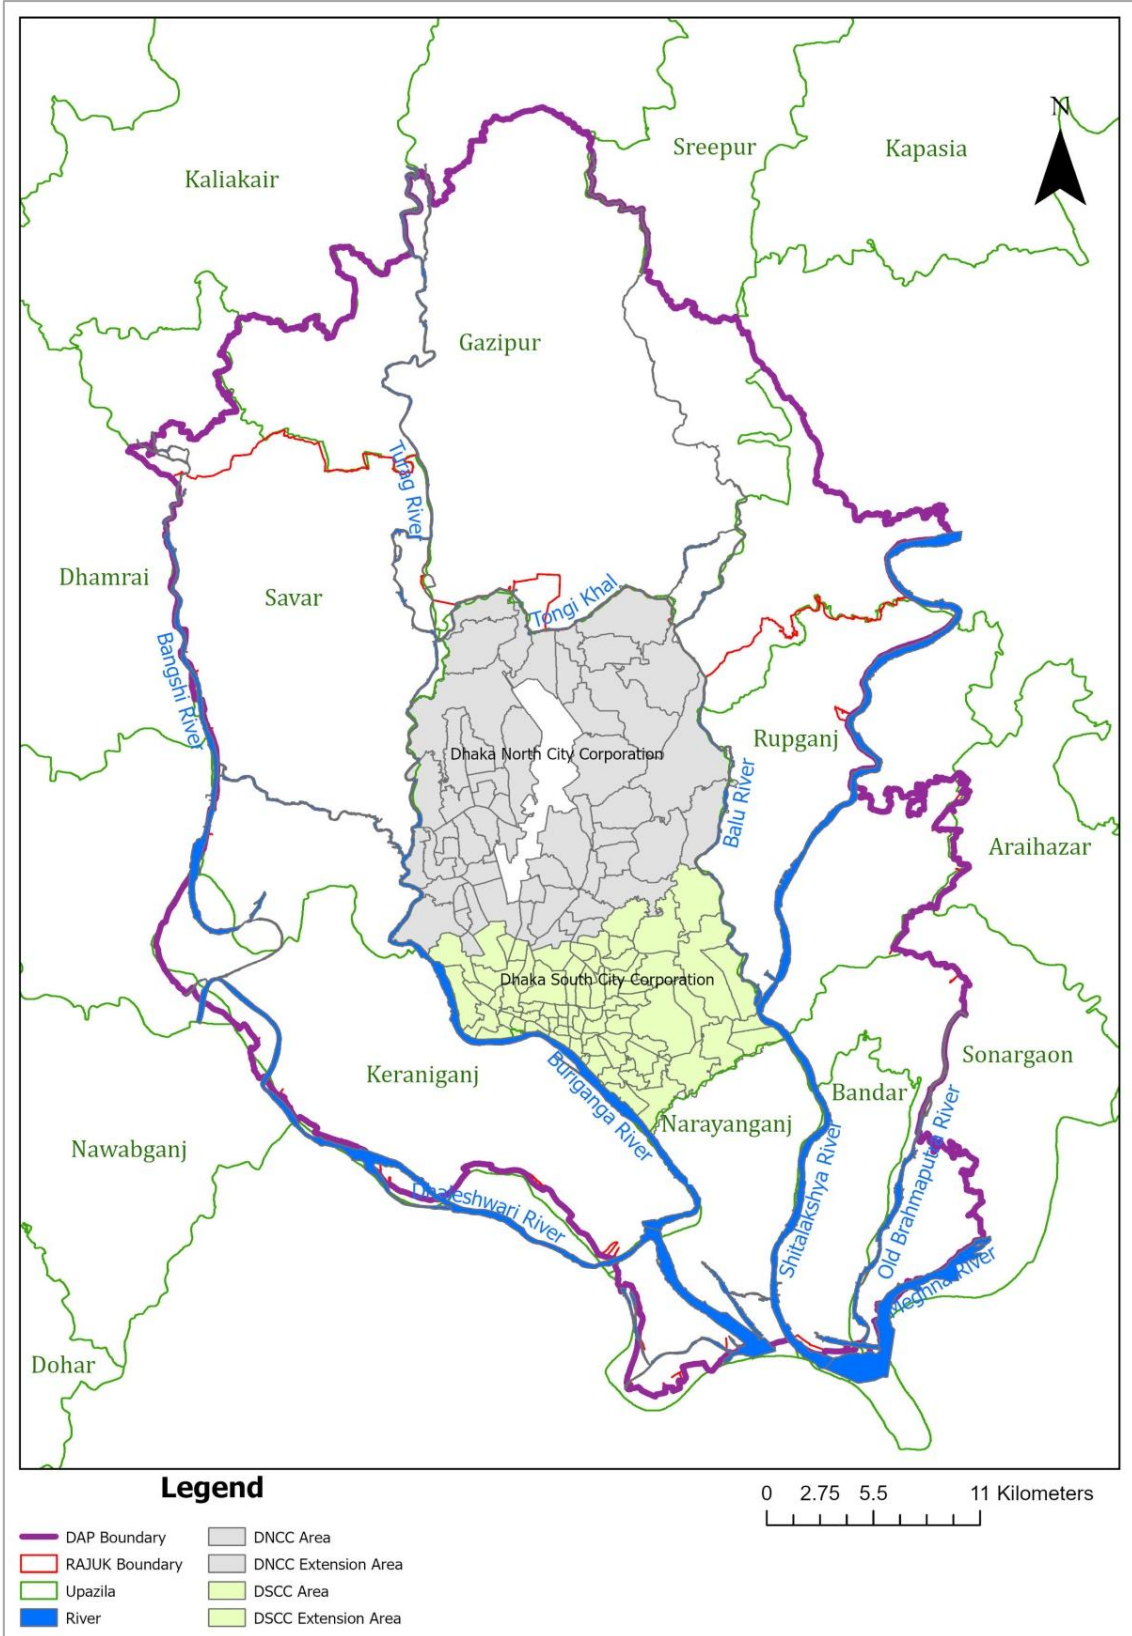 N
Sreepur
Kapasia
Kaliakair
Gazipur
Turag River
Dhamrai
Savar
Tongi Khal
Bangshi River
Rupganj
Dhaka North City Corporation
Balu River
Araihazar
Dhaka South City Corporation
Sonargaon
Keraniganj
Bandar
Buriganga River
Narayanganj
Nawabganj
Shitalakshya River
Old Brahmaputra River
Dhaleshwari River
Meghna River
Dohar
Legend
0 2.75 5.5 11 Kilometers
DAP Boundary
RAJUK Boundary
Upazila
River
DNCC Area
DNCC Extension Area
DSCC Area
DSCC Extension Area